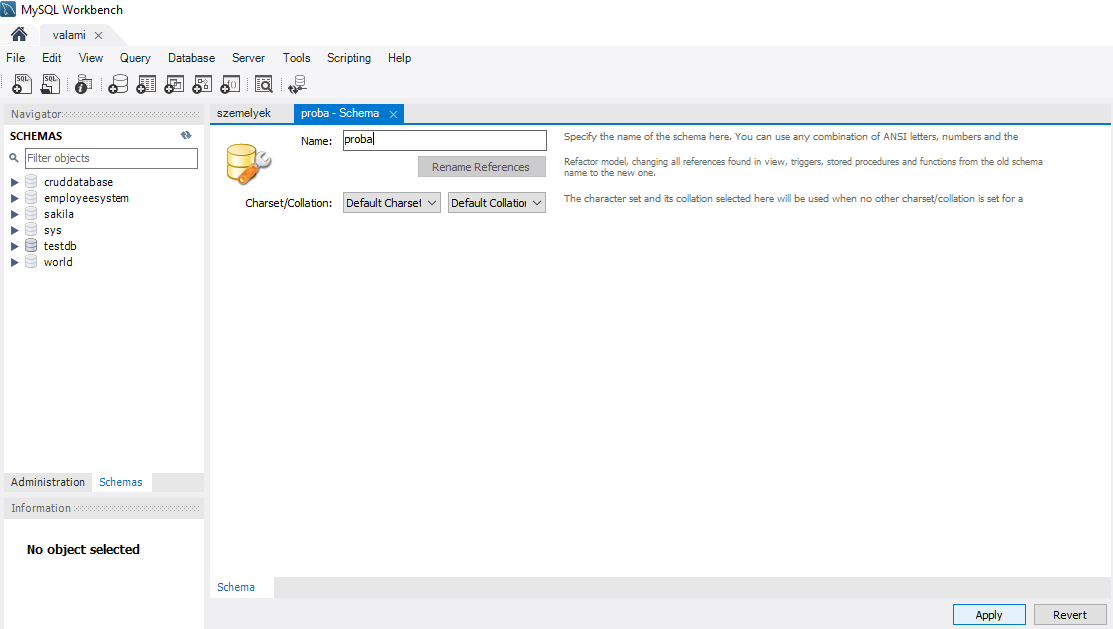 MySQL Workbench
valami
File Edit View Query Database Server Tools Scripting Help
SQL SQL
Navigator
SCHEMAS
Filter objects
cruddatabase
employeesystem
sakila
sys
testdb
world
Administration Schemas
Information
No object selected
szemelyek proba - Schema
Name: proba
Specify the name of the schema here. You can use any combination of ANSI letters, numbers and the
Rename References
Refactor model, changing all references found in view, triggers, stored procedures and functions from the old schema
name to the new one.
Charset/Collation: Default Charset Default Collation
The character set and its collation selected here will be used when no other charset/collation is set for a
Schema
Apply Revert